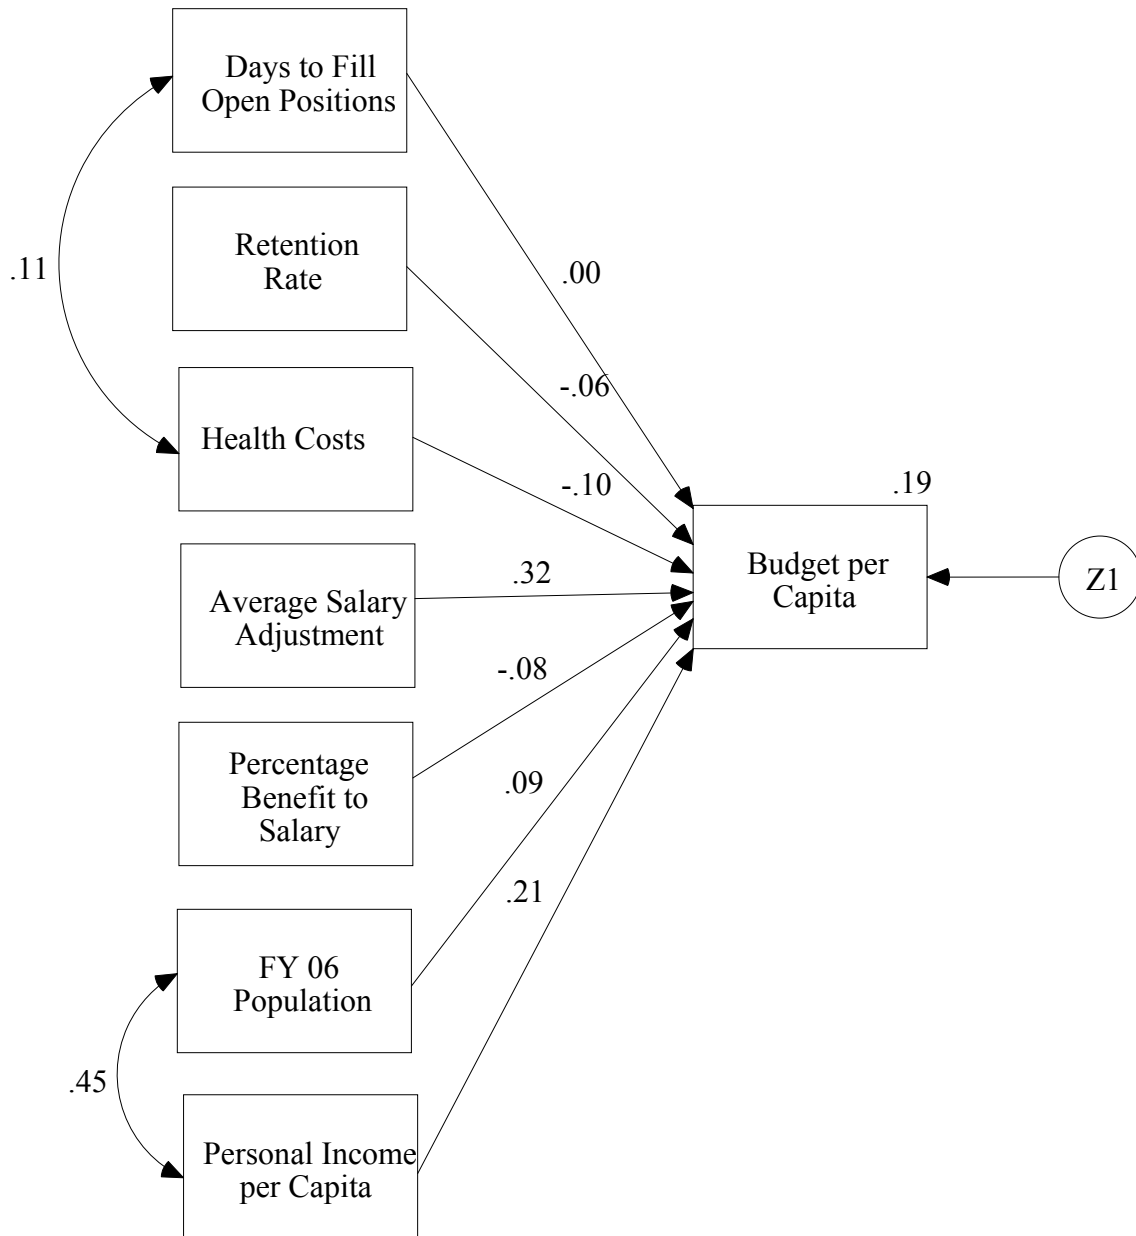 Days to Fill
Open Positions
Retention
Rate
.11
.00
-.06
Health Costs
-.10
.19
Budget per
Capita
Z1
.32
Average Salary
Adjustment
-.08
Percentage
Benefit to
Salary
.09
.21
FY 06
Population
.45
Personal Income
per Capita